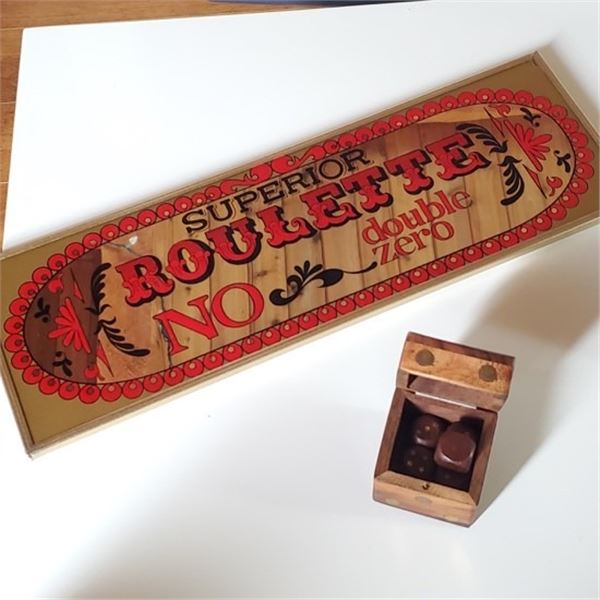 SUPERIOR
ROULETTE
NO double
zero